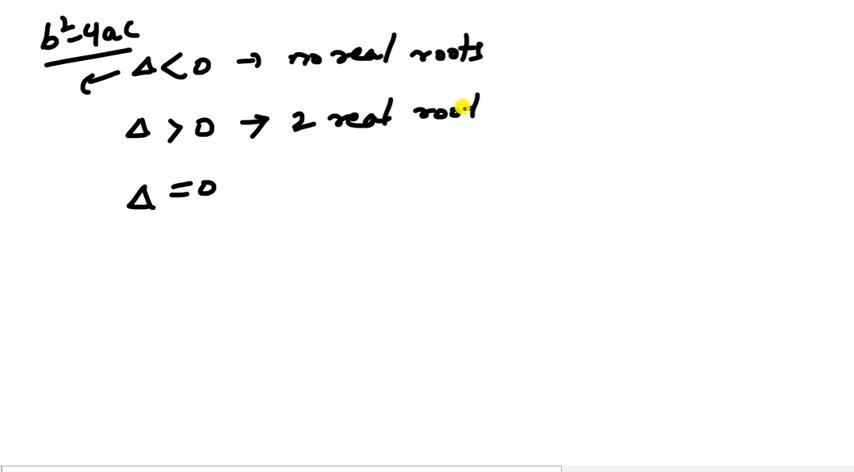 b²-4ac
Δ<0 → no real roots
Δ > 0 → 2 real root
Δ = 0